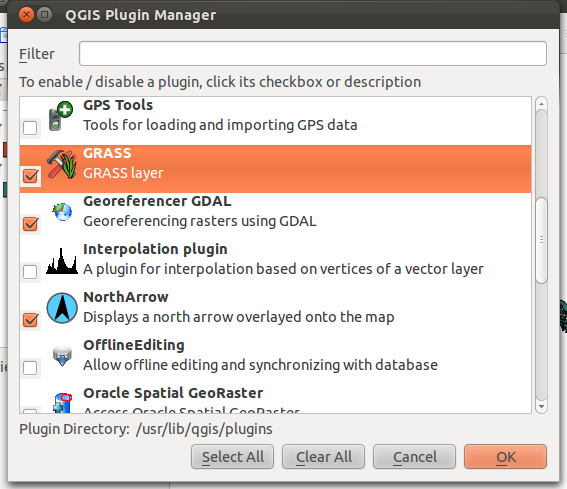 QGIS Plugin Manager
Filter
To enable / disable a plugin, click its checkbox or description
GPS Tools
Tools for loading and importing GPS data
GRASS
GRASS layer
Georeferencer GDAL
Georeferencing rasters using GDAL
Interpolation plugin
A plugin for interpolation based on vertices of a vector layer
NorthArrow
Displays a north arrow overlayed onto the map
OfflineEditing
Allow offline editing and synchronizing with database
Oracle Spatial GeoRaster
Access Oracle Spatial GeoRaster
Plugin Directory: /usr/lib/qgis/plugins
Select All
Clear All
Cancel
OK